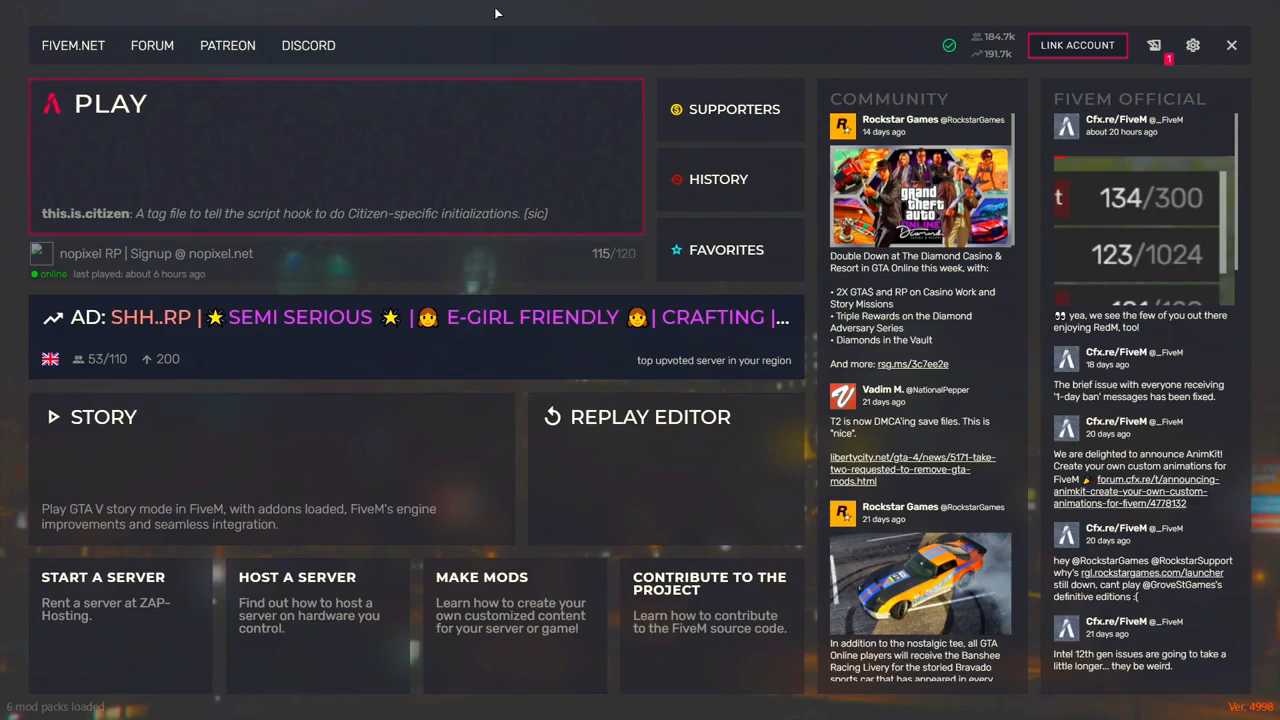 FIVEM.NET
FORUM
PATREON
DISCORD
184.7k
191.7k
LINK ACCOUNT
1
PLAY
this.is.citizen: A tag file to tell the script hook to do Citizen-specific initializations. (sic)
nopixel RP | Signup @ nopixel.net
115/120
online
last played: about 6 hours ago
SUPPORTERS
HISTORY
FAVORITES
AD: SHH..RP | 🌟SEMI SERIOUS 🌟 |👧 E-GIRL FRIENDLY 👧| CRAFTING |...
53/110
200
top upvoted server in your region
STORY
Play GTA V story mode in FiveM, with addons loaded, FiveM's engine
improvements and seamless integration.
REPLAY EDITOR
START A SERVER
Rent a server at ZAP-
Hosting.
HOST A SERVER
Find out how to host a
server on hardware you
control.
MAKE MODS
Learn how to create your
own customized content
for your server or game!
CONTRIBUTE TO THE
PROJECT
Learn how to contribute
to the FiveM source code.
COMMUNITY
Rockstar Games @RockstarGames
14 days ago
grand
theft
auto
ONLINE
Diamond
Double Down at The Diamond Casino &
Resort in GTA Online this week, with:
• 2X GTA$ and RP on Casino Work and
Story Missions
• Triple Rewards on the Diamond
Adversary Series
• Diamonds in the Vault
And more: rsg.ms/3c7ee2e
Vadim M. @NationalPepper
21 days ago
T2 is now DMCA'ing save files. This is
"nice".
libertycity.net/gta-4/news/5171-take-
two-requested-to-remove-gta-
mods.html
Rockstar Games @RockstarGames
21 days ago
In addition to the nostalgic tee, all GTA
Online players will receive the Banshee
Racing Livery for the storied Bravado
sports car that has appeared in every
FIVEM OFFICIAL
Cfx.re/FiveM @_FiveM
about 20 hours ago
t
134/300
123/1024
👀 yea, we see the few of you out there
enjoying RedM, too!
Cfx.re/FiveM @_FiveM
18 days ago
The brief issue with everyone receiving
'1-day ban' messages has been fixed.
Cfx.re/FiveM @_FiveM
20 days ago
We are delighted to announce AnimKit!
Create your own custom animations for
FiveM 🎉 forum.cfx.re/t/announcing-
animkit-create-your-own-custom-
animations-for-fivem/4778132
Cfx.re/FiveM @_FiveM
20 days ago
hey @RockstarGames @RockstarSupport
why's rgl.rockstargames.com/launcher
still down, cant play @GroveStGames's
definitive editions :(
Cfx.re/FiveM @_FiveM
21 days ago
Intel 12th gen issues are going to take a
little longer... they be weird.
6 mod packs loaded
Ver. 4998